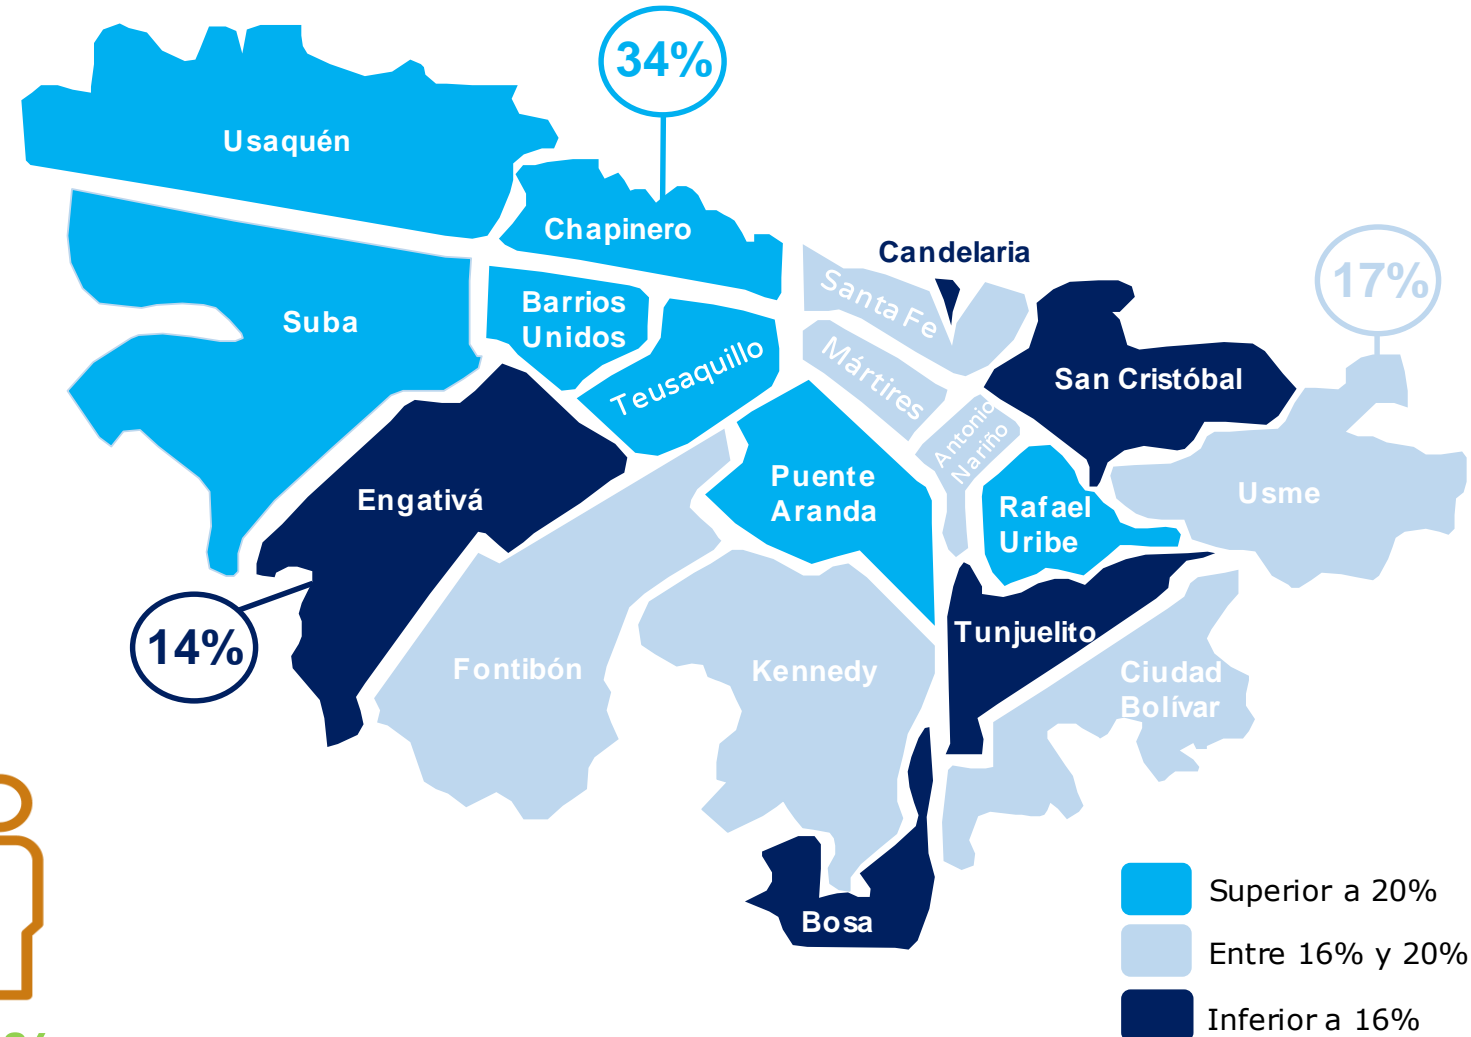 34%
Usaquén
Chapinero
Candelaria
17%
Santa Fe
Barrios
Unidos
Suba
Teusaquillo
Mártires
San Cristóbal
Antonio
Nariño
Puente
Aranda
Engativá
Rafael
Uribe
Usme
14%
Tunjuelito
Fontibón
Kennedy
Ciudad
Bolívar
Bosa
Superior a 20%
Entre 16% y 20%
Inferior a 16%